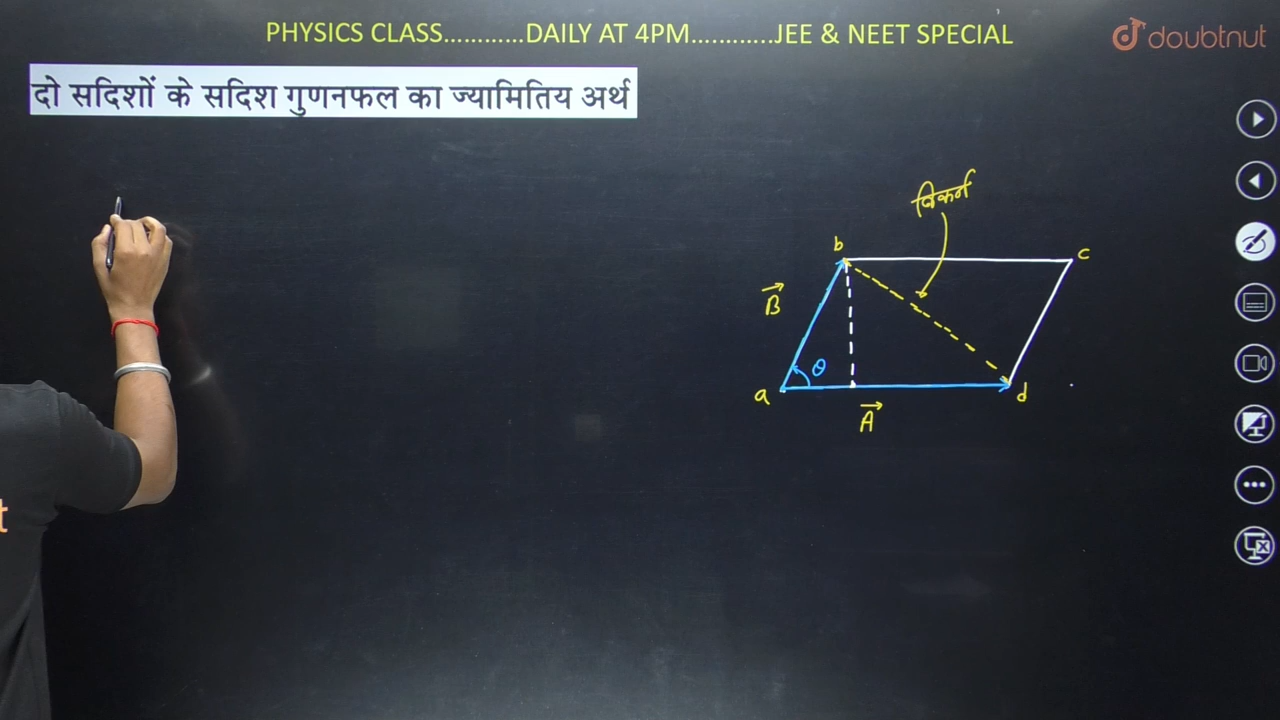 PHYSICS CLASS............DAILY AT 4PM............JEE & NEET SPECIAL
doubtnut
दो सदिशों के सदिश गुणनफल का ज्यामितिय अर्थ
विकर्ण
b
c
B
θ
a
d
A
t